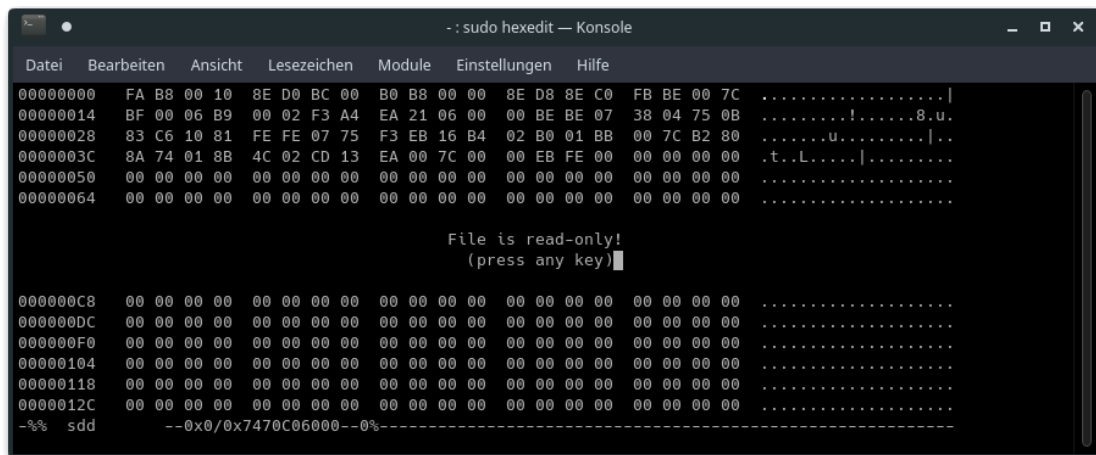 - : sudo hexedit — Konsole
Datei Bearbeiten Ansicht Lesezeichen Module Einstellungen Hilfe
00000000 FA B8 00 10 8E D0 BC 00 B0 B8 00 00 8E D8 8E C0 FB BE 00 7C ...................|
00000014 BF 00 06 B9 00 02 F3 A4 EA 21 06 00 00 BE BE 07 38 04 75 0B .........!......8.u.
00000028 83 C6 10 81 FE FE 07 75 F3 EB 16 B4 02 B0 01 BB 00 7C B2 80 .......u.........|..
0000003C 8A 74 01 8B 4C 02 CD 13 EA 00 7C 00 00 EB FE 00 00 00 00 00 .t..L.....|.........
00000050 00 00 00 00 00 00 00 00 00 00 00 00 00 00 00 00 00 00 00 00 ....................
00000064 00 00 00 00 00 00 00 00 00 00 00 00 00 00 00 00 00 00 00 00 ....................
File is read-only!
(press any key)
000000C8 00 00 00 00 00 00 00 00 00 00 00 00 00 00 00 00 00 00 00 00 ....................
000000DC 00 00 00 00 00 00 00 00 00 00 00 00 00 00 00 00 00 00 00 00 ....................
000000F0 00 00 00 00 00 00 00 00 00 00 00 00 00 00 00 00 00 00 00 00 ....................
00000104 00 00 00 00 00 00 00 00 00 00 00 00 00 00 00 00 00 00 00 00 ....................
00000118 00 00 00 00 00 00 00 00 00 00 00 00 00 00 00 00 00 00 00 00 ....................
0000012C 00 00 00 00 00 00 00 00 00 00 00 00 00 00 00 00 00 00 00 00 ....................
-%% sdd --0x0/0x7470C06000--0%-----------------------------------------------------------